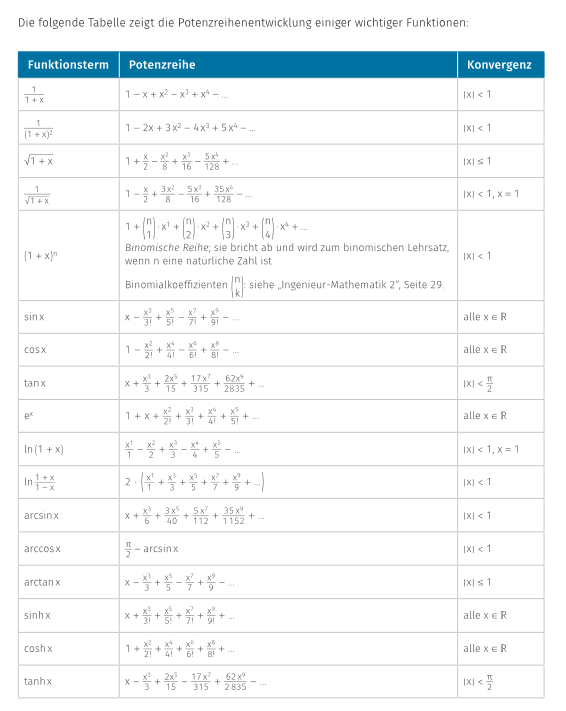 Die folgende Tabelle zeigt die Potenzreihenentwicklung einiger wichtiger Funktionen:
Funktionsterm Potenzreihe Konvergenz
1/(1 + x) 1 − x + x² − x³ + x⁴ − ... |x| < 1
1/(1 + x)² 1 − 2x + 3x² − 4x³ + 5x⁴ − ... |x| < 1
√(1 + x) 1 + x/2 − x²/8 + x³/16 − 5x⁴/128 + ... |x| ≤ 1
1/√(1 + x) 1 − x/2 + 3x²/8 − 5x³/16 + 35x⁴/128 − ... |x| < 1, x = 1
(1 + x)ⁿ 1 + (n 1) · x¹ + (n 2) · x² + (n 3) · x³ + (n 4) · x⁴ + ... |x| < 1
Binomische Reihe; sie bricht ab und wird zum binomischen Lehrsatz,
wenn n eine natürliche Zahl ist
Binomialkoeffizienten (n k): siehe „Ingenieur-Mathematik 2“, Seite 29.
sin x x − x³/3! + x⁵/5! − x⁷/7! + x⁹/9! − ... alle x ∈ ℝ
cos x 1 − x²/2! + x⁴/4! − x⁶/6! + x⁸/8! − ... alle x ∈ ℝ
tan x x + x³/3 + 2x⁵/15 + 17x⁷/315 + 62x⁹/2835 + ... |x| < π/2
eˣ 1 + x + x²/2! + x³/3! + x⁴/4! + x⁵/5! + ... alle x ∈ ℝ
ln (1 + x) x¹/1 − x²/2 + x³/3 − x⁴/4 + x⁵/5 − ... |x| < 1, x = 1
ln (1 + x)/(1 − x) 2 · (x¹/1 + x³/3 + x⁵/5 + x⁷/7 + x⁹/9 + ...) |x| < 1
arcsin x x + x³/6 + 3x⁵/40 + 5x⁷/112 + 35x⁹/1152 + ... |x| < 1
arccos x π/2 − arcsin x |x| < 1
arctan x x − x³/3 + x⁵/5 − x⁷/7 + x⁹/9 − ... |x| ≤ 1
sinh x x + x³/3! + x⁵/5! + x⁷/7! + x⁹/9! + ... alle x ∈ ℝ
cosh x 1 + x²/2! + x⁴/4! + x⁶/6! + x⁸/8! + ... alle x ∈ ℝ
tanh x x − x³/3 + 2x⁵/15 − 17x⁷/315 + 62x⁹/2835 − ... |x| < π/2